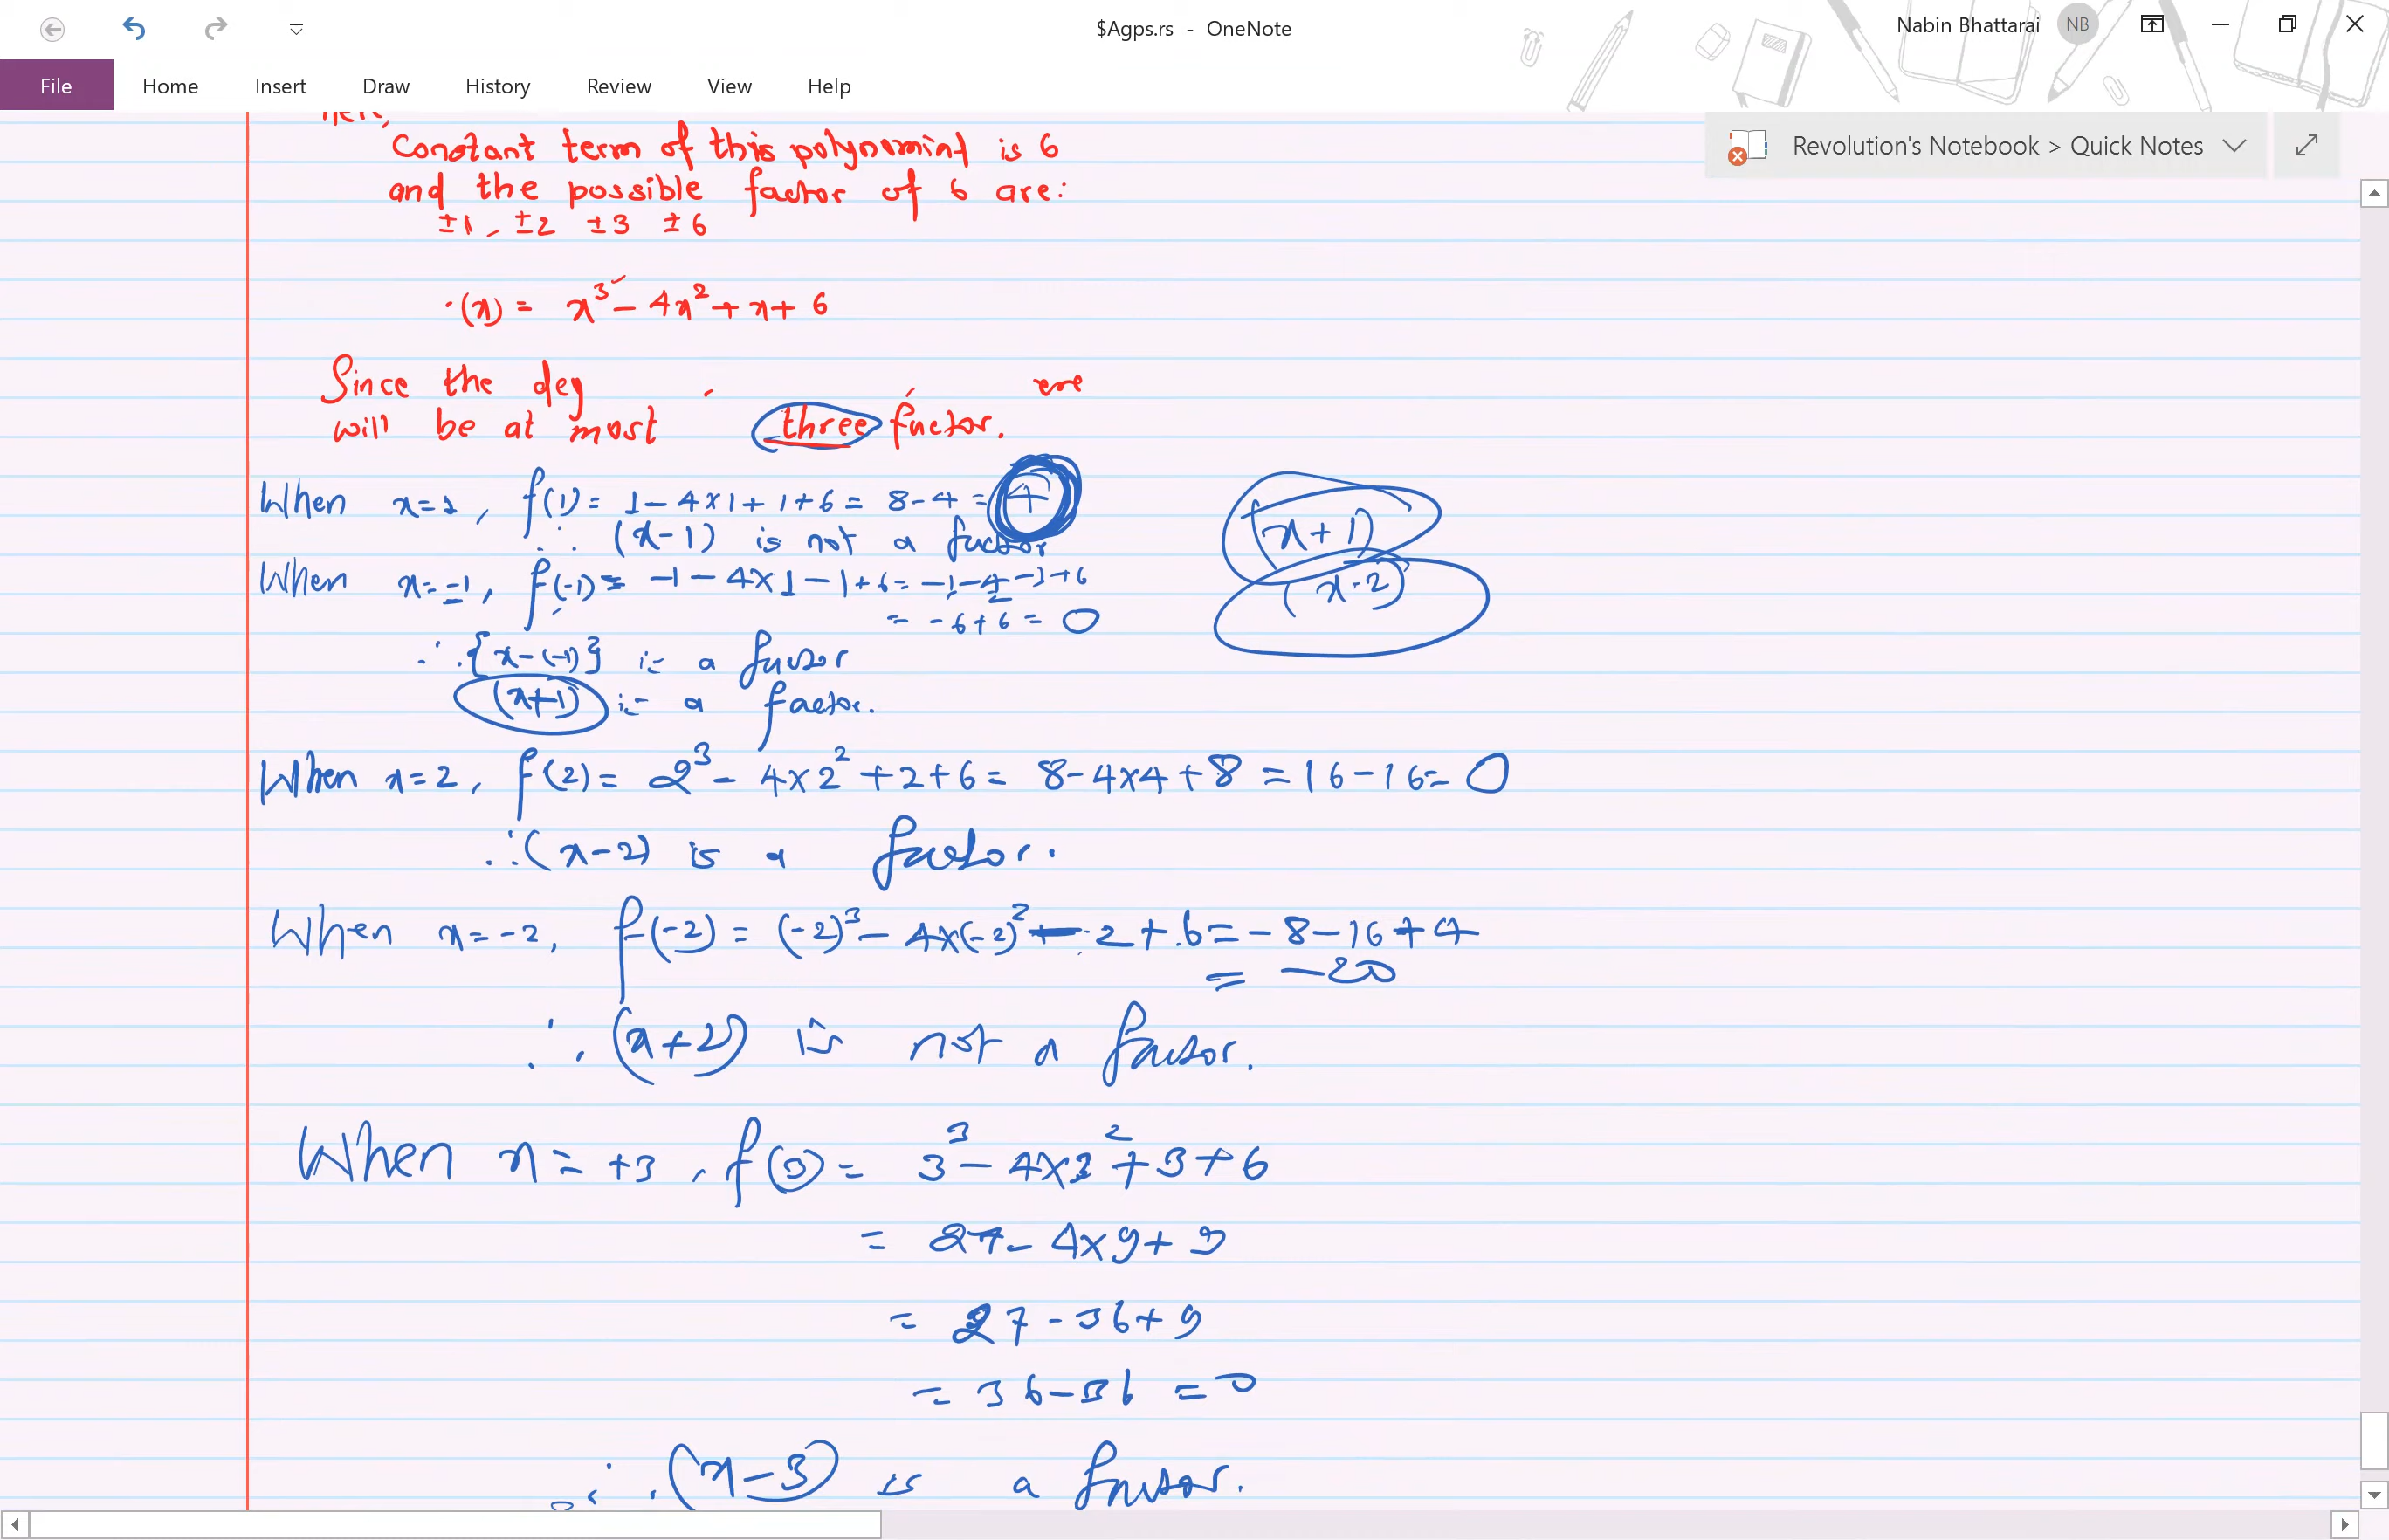 $Agps.rs - OneNote
Nabin Bhattarai NB
File Home Insert Draw History Review View Help
Revolution's Notebook > Quick Notes
Here,
Constant term of this polynomial is 6
and the possible factor of 6 are:
±1, ±2 ±3 ±6
(x) = x³ - 4x² + x + 6
Since the deg
will be at most three factor.
When x=1, f(1) = 1 - 4×1 + 1 + 6 = 8-4 = 4
∴ (x-1) is not a factor
When x=-1, f(-1) = -1 - 4×1 - 1 + 6 = -1-4-1+6
= -6+6 = 0
∴ {x-(-1)} is a factor
(x+1) is a factor.
(x+1)
(x-2)
When x=2, f(2) = 2³ - 4×2² + 2 + 6 = 8-4×4+8 = 16-16 = 0
∴ (x-2) is a factor.
When x=-2, f(-2) = (-2)³ - 4×(-2)² - 2 + 6 = -8-16+4
= -20
∴ (x+2) is not a factor.
When x=+3, f(3) = 3³ - 4×3² + 3 + 6
= 27 - 4×9 + 9
= 27 - 36 + 9
= 36-36 = 0
∴ (x-3) is a factor.